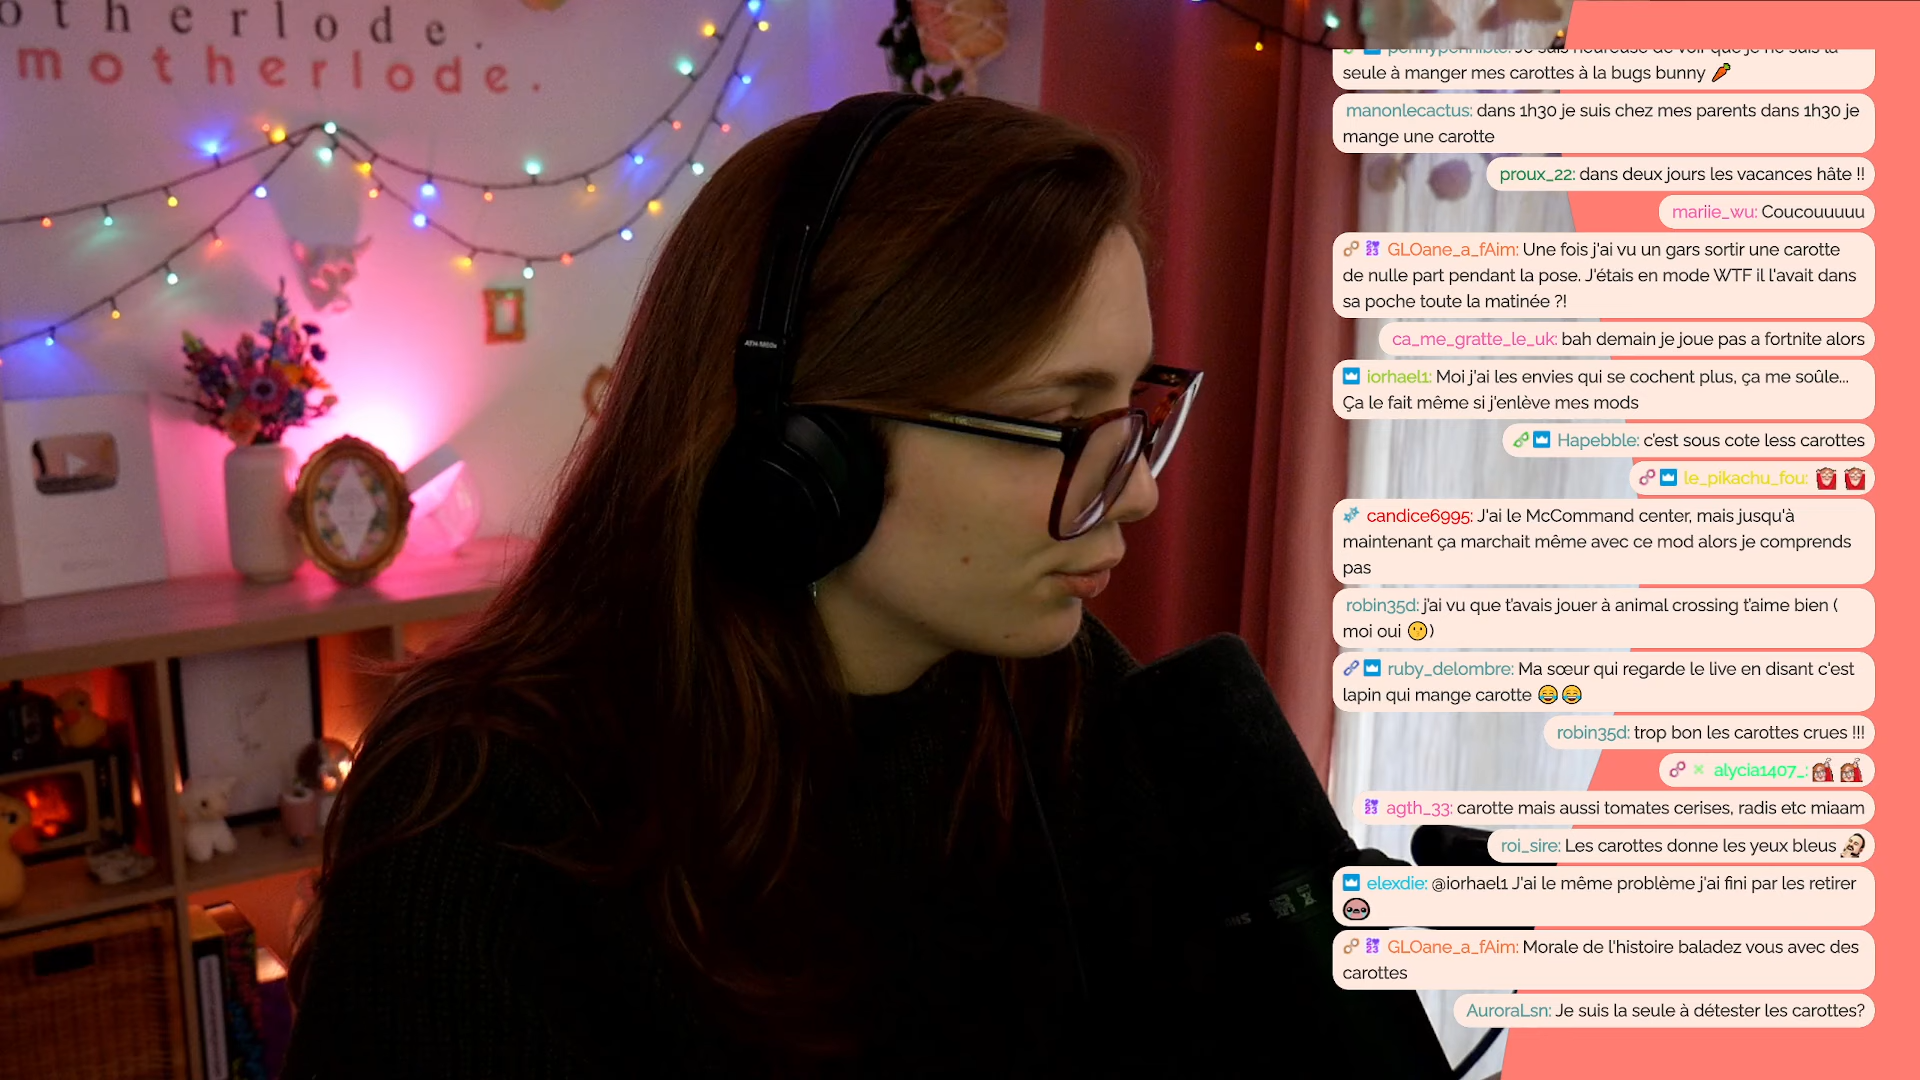 otherlode.
motherlode.
seule à manger mes carottes à la bugs bunny 🥕
manonlecactus: dans 1h30 je suis chez mes parents dans 1h30 je
mange une carotte
proux_22: dans deux jours les vacances hâte !!
mariie_wu: Coucouuuuu
GLOane_a_fAim: Une fois j'ai vu un gars sortir une carotte
de nulle part pendant la pose. J'étais en mode WTF il l'avait dans
sa poche toute la matinée ?!
ca_me_gratte_le_uk: bah demain je joue pas a fortnite alors
iorhael1: Moi j'ai les envies qui se cochent plus, ça me soûle...
Ça le fait même si j'enlève mes mods
Hapebble: c'est sous cote less carottes
le_pikachu_fou:
candice6995: J'ai le McCommand center, mais jusqu'à
maintenant ça marchait même avec ce mod alors je comprends
pas
robin35d: j'ai vu que t'avais jouer à animal crossing t'aime bien (
moi oui 😗)
ruby_delombre: Ma sœur qui regarde le live en disant c'est
lapin qui mange carotte 😂😂
robin35d: trop bon les carottes crues !!!
alycia1407_:
agth_33: carotte mais aussi tomates cerises, radis etc miaam
roi_sire: Les carottes donne les yeux bleus
elexdie: @iorhael1 J'ai le même problème j'ai fini par les retirer
GLOane_a_fAim: Morale de l'histoire baladez vous avec des
carottes
AuroraLsn: Je suis la seule à détester les carottes?